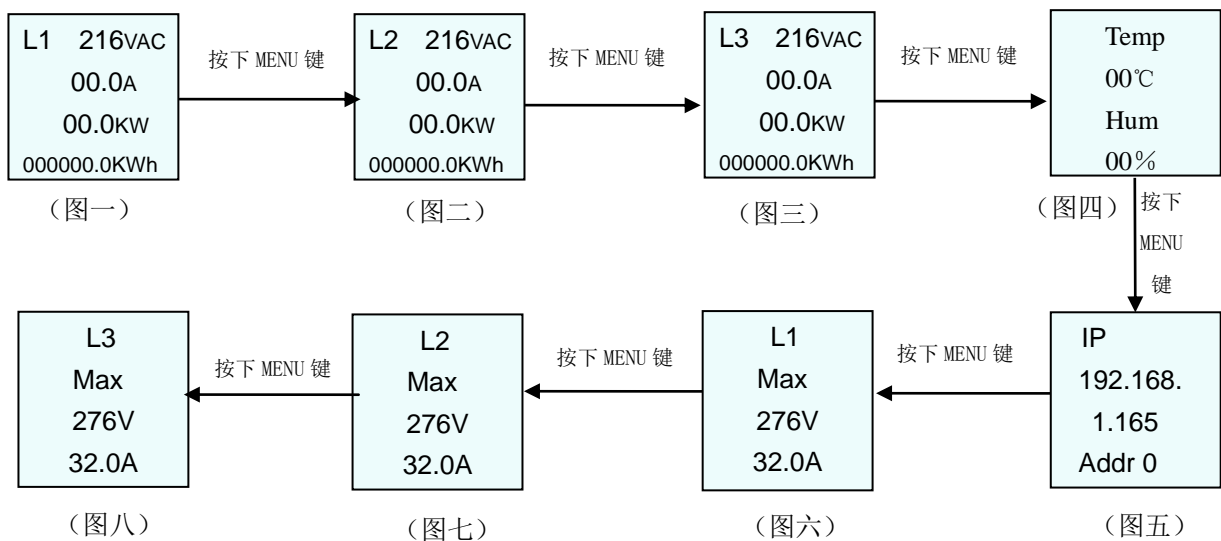 L1 216VAC
00.0A
00.0KW
000000.0KWh
（图一）
按下 MENU 键
L2 216VAC
00.0A
00.0KW
000000.0KWh
（图二）
按下 MENU 键
L3 216VAC
00.0A
00.0KW
000000.0KWh
（图三）
按下 MENU 键
Temp
00℃
Hum
00%
（图四）
按下
MENU
键
IP
192.168.
1.165
Addr 0
（图五）
按下 MENU 键
L1
Max
276V
32.0A
（图六）
按下 MENU 键
L2
Max
276V
32.0A
（图七）
按下 MENU 键
L3
Max
276V
32.0A
（图八）